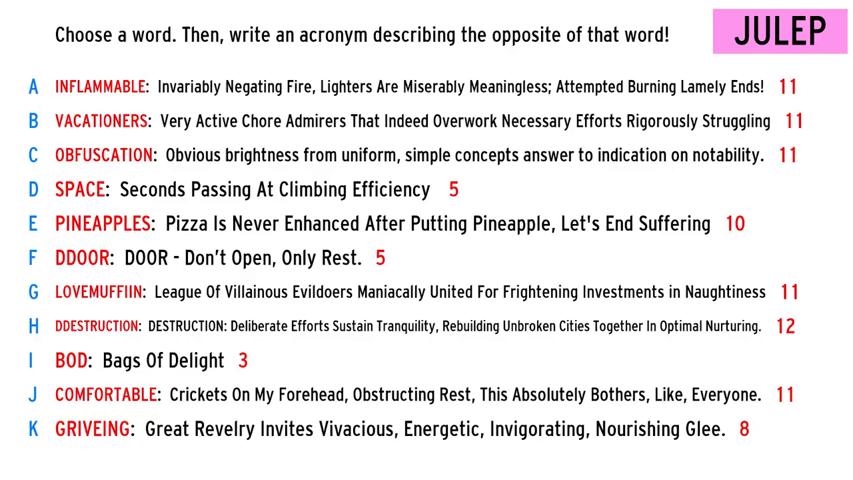 Choose a word. Then, write an acronym describing the opposite of that word!
JULEP
A INFLAMMABLE: Invariably Negating Fire, Lighters Are Miserably Meaningless; Attempted Burning Lamely Ends! 11
B VACATIONERS: Very Active Chore Admirers That Indeed Overwork Necessary Efforts Rigorously Struggling 11
C OBFUSCATION: Obvious brightness from uniform, simple concepts answer to indication on notability. 11
D SPACE: Seconds Passing At Climbing Efficiency 5
E PINEAPPLES: Pizza Is Never Enhanced After Putting Pineapple, Let's End Suffering 10
F DDOOR: DOOR - Don't Open, Only Rest. 5
G LOVEMUFFIIN: League Of Villainous Evildoers Maniacally United For Frightening Investments in Naughtiness 11
H DDESTRUCTION: DESTRUCTION: Deliberate Efforts Sustain Tranquility, Rebuilding Unbroken Cities Together In Optimal Nurturing. 12
I BOD: Bags Of Delight 3
J COMFORTABLE: Crickets On My Forehead, Obstructing Rest, This Absolutely Bothers, Like, Everyone. 11
K GRIVEING: Great Revelry Invites Vivacious, Energetic, Invigorating, Nourishing Glee. 8